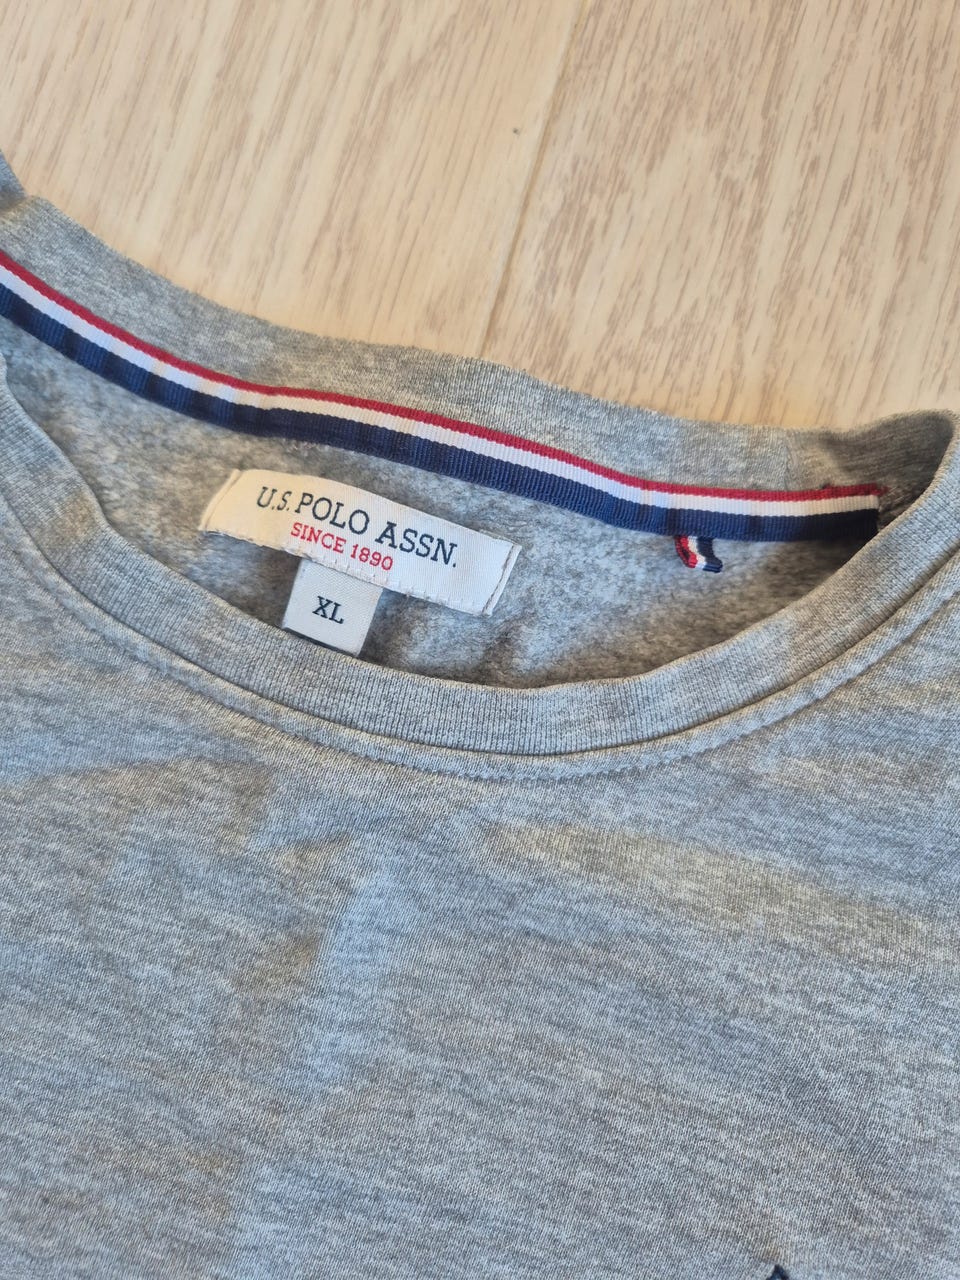 U.S. POLO ASSN.
SINCE 1890
XL